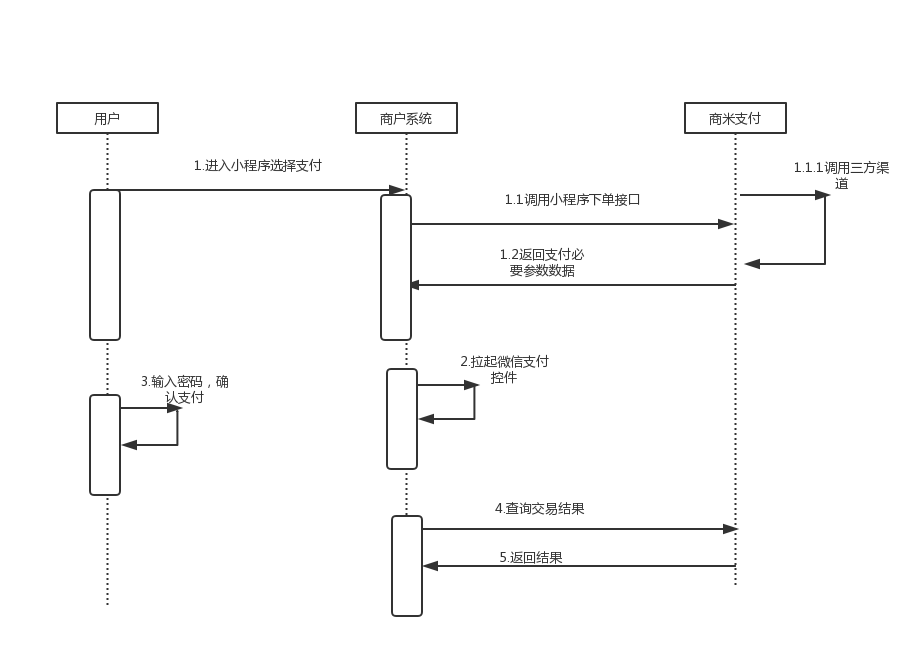 用户
商户系统
商米支付
1.进入小程序选择支付
1.1.1调用三方渠
道
1.1调用小程序下单接口
1.2返回支付必
要参数数据
2.拉起微信支付
控件
3.输入密码，确
认支付
4.查询交易结果
5.返回结果